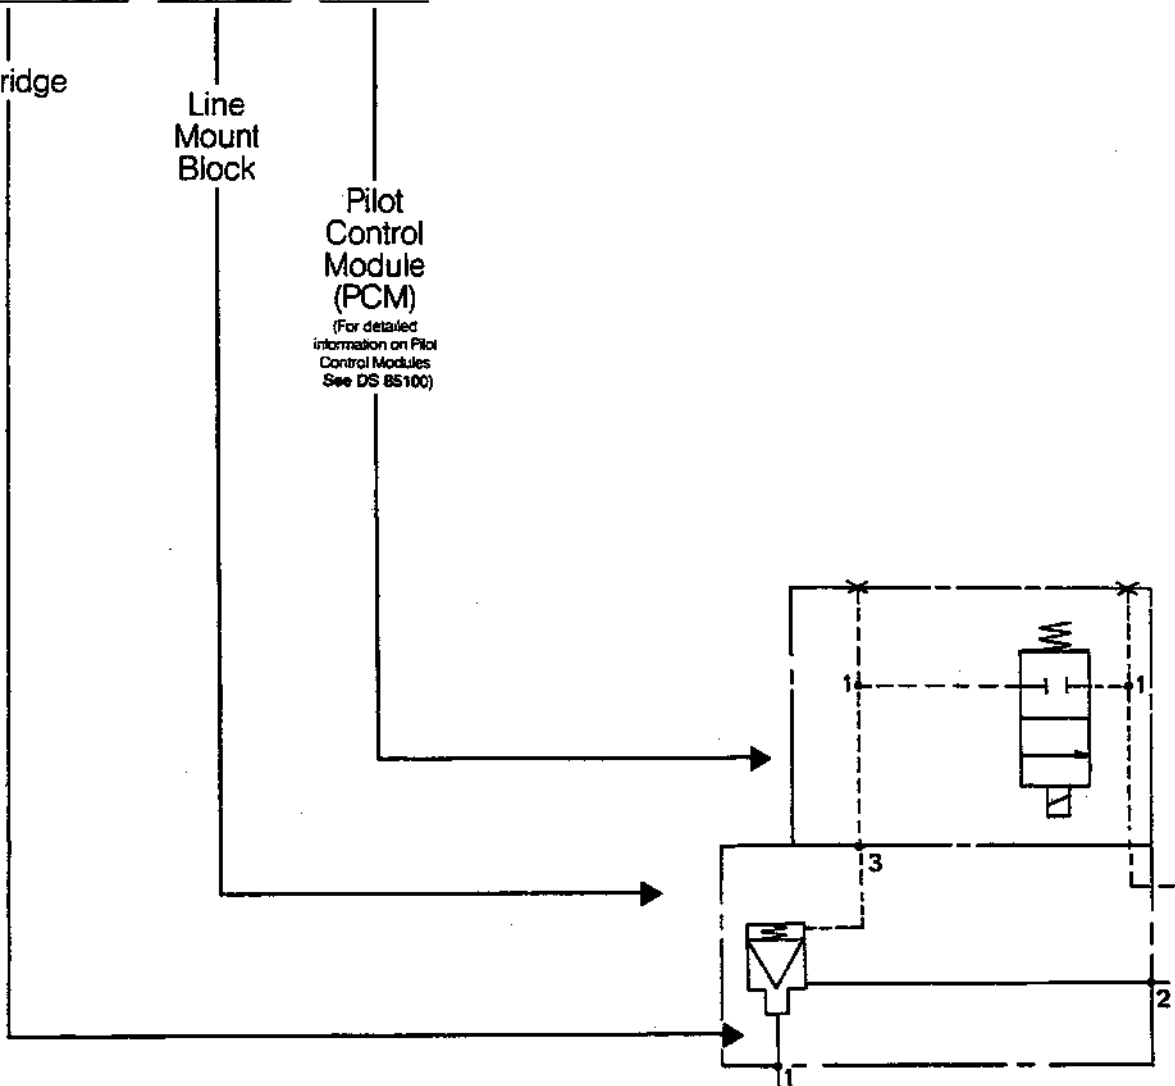 ridge
Line
Mount
Block
Pilot
Control
Module
(PCM)
(For detailed
information on Pilot
Control Modules
See DS 85100)
1
1
3
2
1